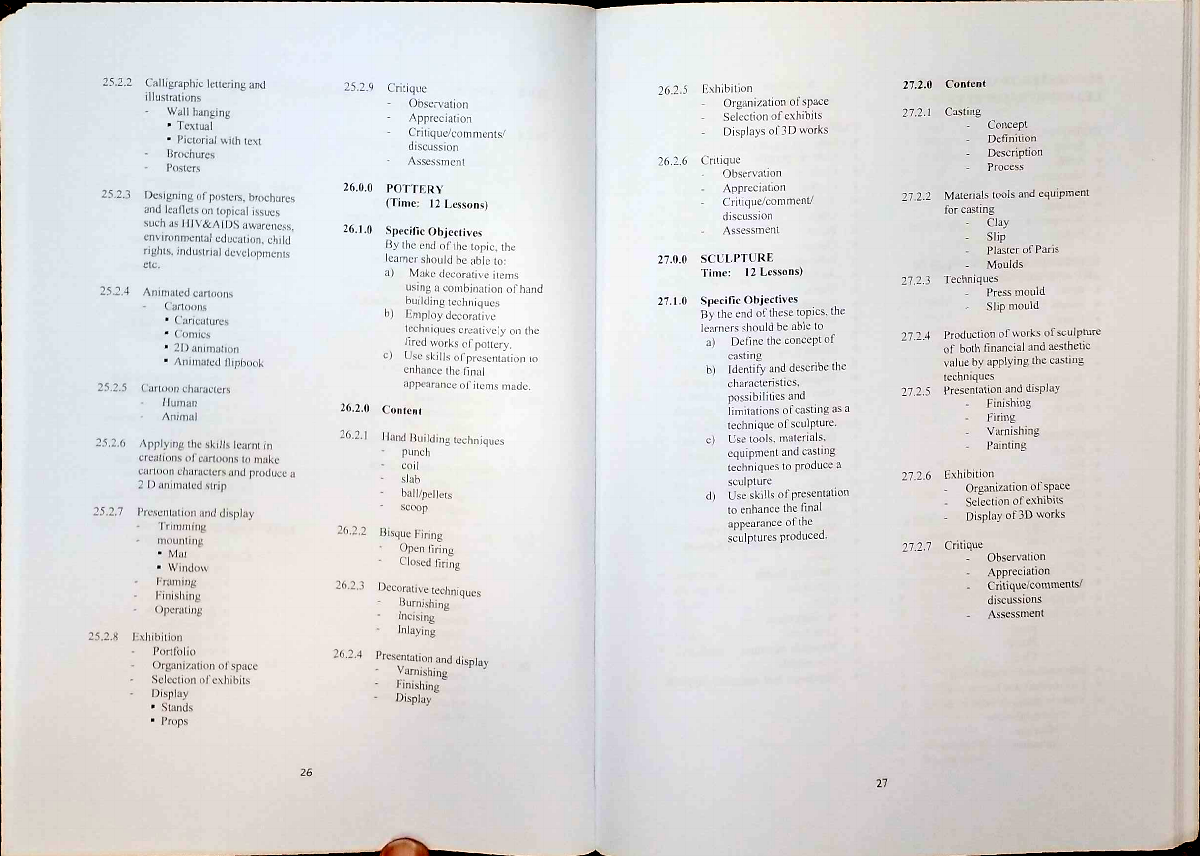 25.2.2 Calligraphic lettering and
illustrations
- Wall hanging
▪ Textual
▪ Pictorial with text
- Brochures
- Posters
25.2.3 Designing of posters, brochures
and leaflets on topical issues
such as HIV&AIDS awareness,
environmental education, child
rights, industrial developments
etc.
25.2.4 Animated cartoons
- Cartoons
▪ Caricatures
▪ Comics
▪ 2D animation
▪ Animated flipbook
25.2.5 Cartoon characters
- Human
- Animal
25.2.6 Applying the skills learnt in
creations of cartoons to make
cartoon characters and produce a
2 D animated strip
25.2.7 Presentation and display
- Trimming
- mounting
▪ Mat
▪ Window
- Framing
- Finishing
- Operating
25.2.8 Exhibition
- Portfolio
- Organization of space
- Selection of exhibits
- Display
▪ Stands
▪ Props
25.2.9 Critique
- Observation
- Appreciation
- Critique/comments/
discussion
- Assessment
26.0.0 POTTERY
(Time: 12 Lessons)
26.1.0 Specific Objectives
By the end of the topic, the
learner should be able to:
a) Make decorative items
using a combination of hand
building techniques
b) Employ decorative
techniques creatively on the
fired works of pottery.
c) Use skills of presentation to
enhance the final
appearance of items made.
26.2.0 Content
26.2.1 Hand Building techniques
- punch
- coil
- slab
- ball/pellets
- scoop
26.2.2 Bisque Firing
- Open firing
- Closed firing
26.2.3 Decorative techniques
- Burnishing
- incising
- Inlaying
26.2.4 Presentation and display
- Varnishing
- Finishing
- Display
26
26.2.5 Exhibition
- Organization of space
- Selection of exhibits
- Displays of 3D works
26.2.6 Critique
- Observation
- Appreciation
- Critique/comment/
discussion
- Assessment
27.0.0 SCULPTURE
Time: 12 Lessons)
27.1.0 Specific Objectives
By the end of these topics, the
learners should be able to
a) Define the concept of
casting
b) Identify and describe the
characteristics,
possibilities and
limitations of casting as a
technique of sculpture.
c) Use tools, materials,
equipment and casting
techniques to produce a
sculpture
d) Use skills of presentation
to enhance the final
appearance of the
sculptures produced.
27.2.0 Content
27.2.1 Casting
- Concept
- Definition
- Description
- Process
27.2.2 Materials tools and equipment
for casting
- Clay
- Slip
- Plaster of Paris
- Moulds
27.2.3 Techniques
- Press mould
- Slip mould
27.2.4 Production of works of sculpture
of both financial and aesthetic
value by applying the casting
techniques
27.2.5 Presentation and display
- Finishing
- Firing
- Varnishing
- Painting
27.2.6 Exhibition
- Organization of space
- Selection of exhibits
- Display of 3D works
27.2.7 Critique
- Observation
- Appreciation
- Critique/comments/
discussions
- Assessment
27